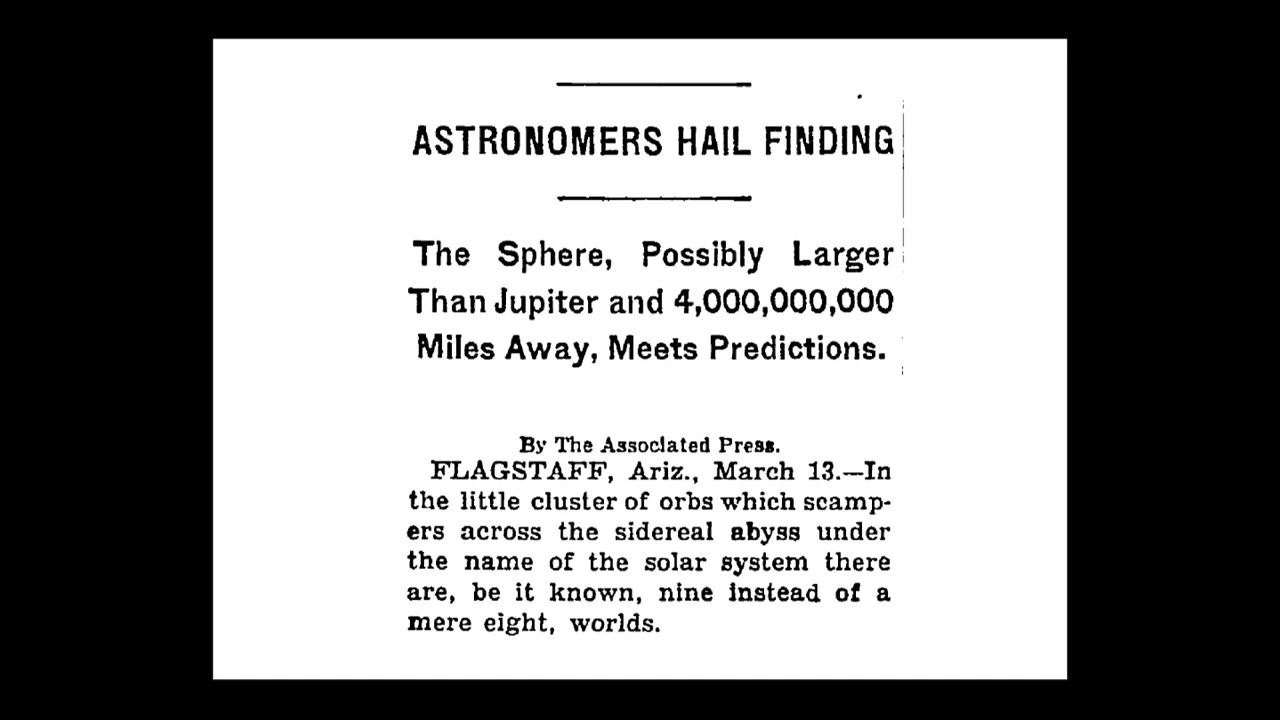 ASTRONOMERS HAIL FINDING
The Sphere, Possibly Larger
Than Jupiter and 4,000,000,000
Miles Away, Meets Predictions.
By The Associated Press.
FLAGSTAFF, Ariz., March 13.—In
the little cluster of orbs which scamp-
ers across the sidereal abyss under
the name of the solar system there
are, be it known, nine instead of a
mere eight, worlds.